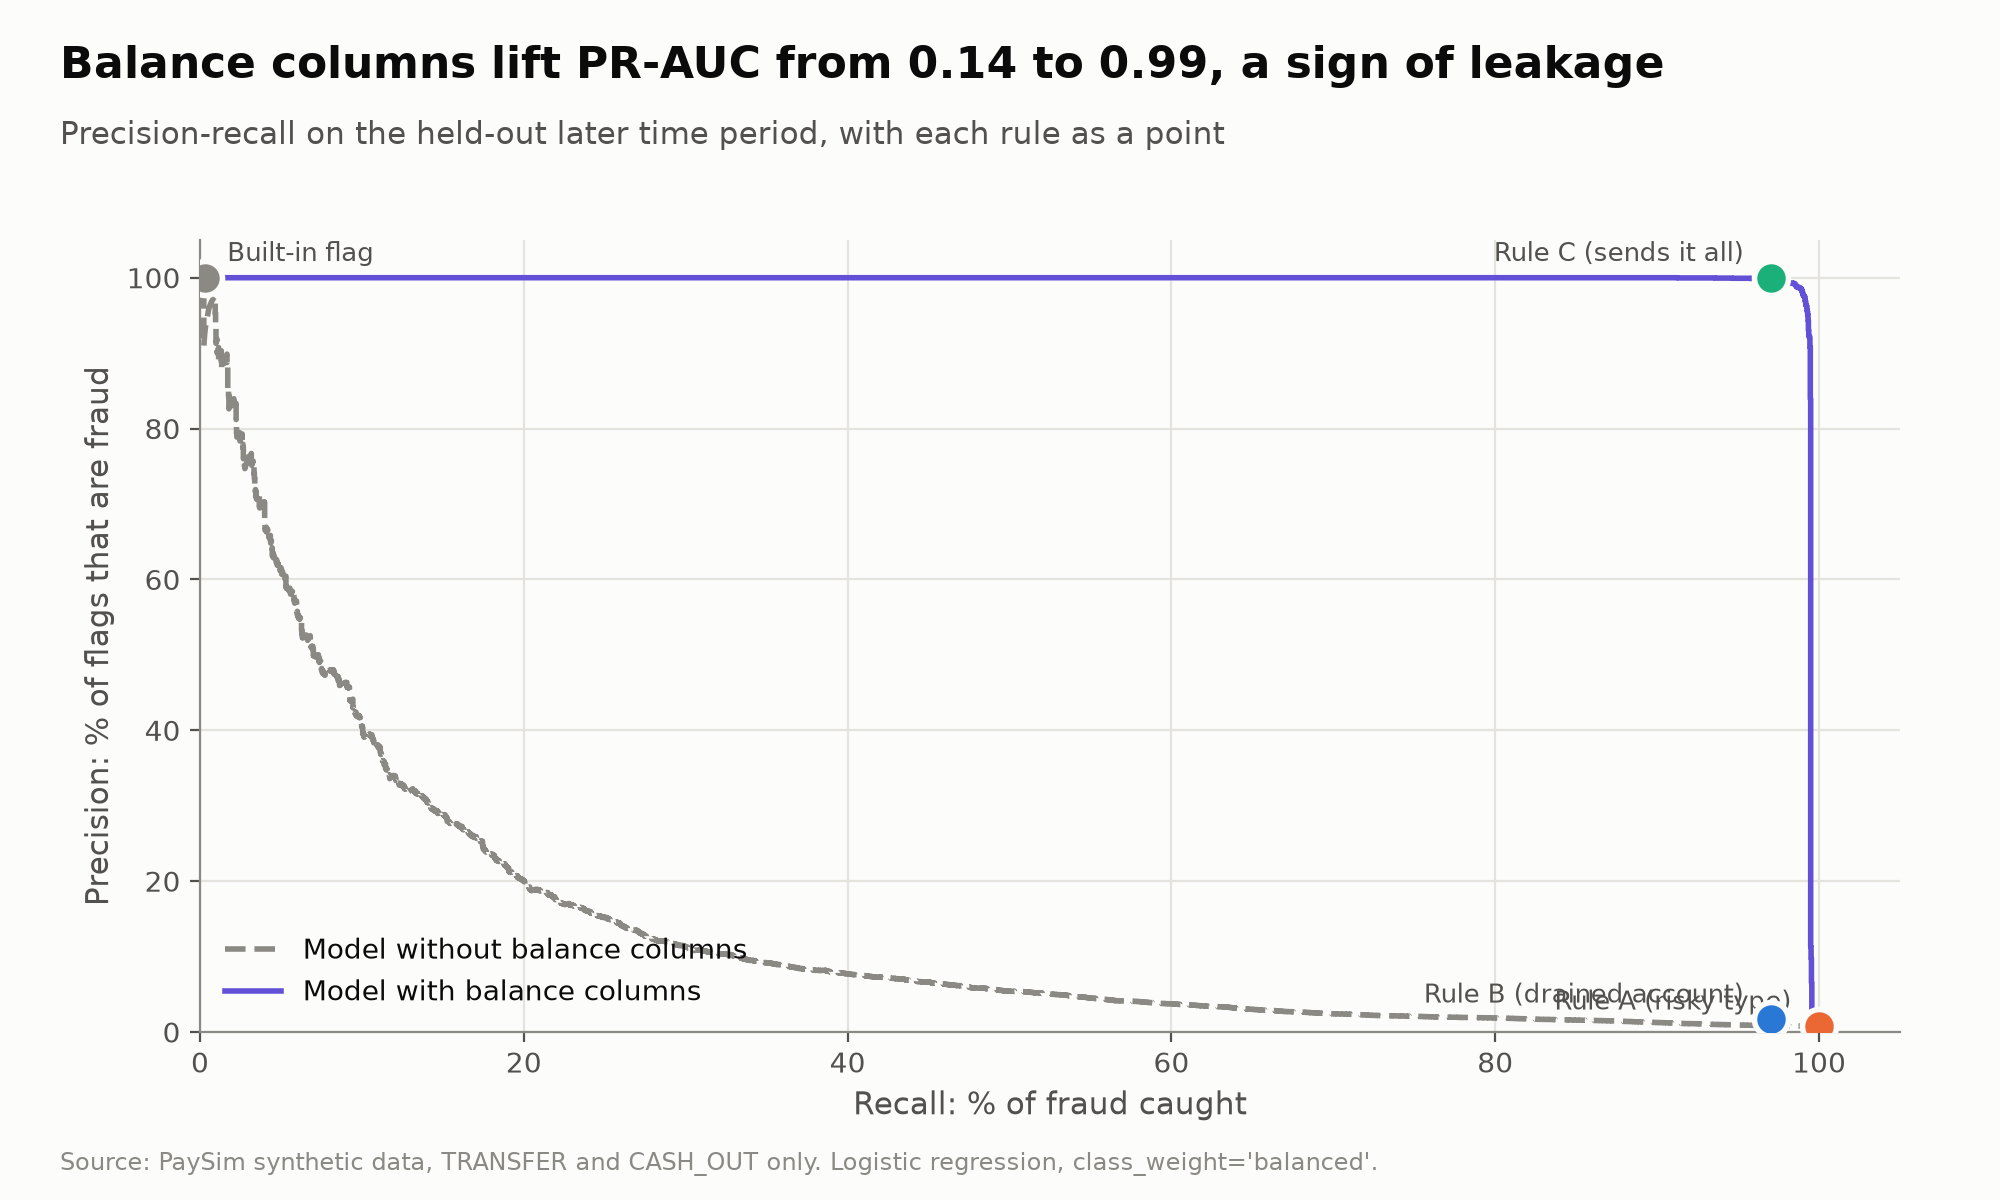 Balance columns lift PR-AUC from 0.14 to 0.99, a sign of leakage
Precision-recall on the held-out later time period, with each rule as a point
Built-in flag
Rule C (sends it all)
100
80
60
40
20
0
Precision: % of flags that are fraud
Model without balance columns
Model with balance columns
Rule B (drained account)
Rule A (risky type)
0
20
40
60
80
100
Recall: % of fraud caught
Source: PaySim synthetic data, TRANSFER and CASH_OUT only. Logistic regression, class_weight='balanced'.